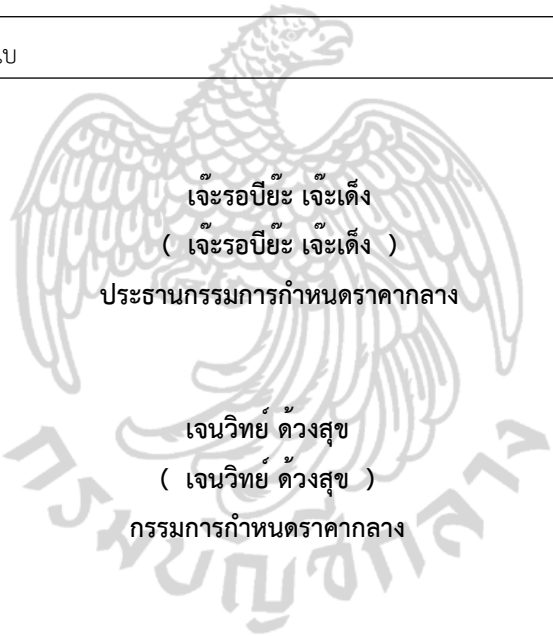 เจ๊ะรอบีย๊ะ เจ๊ะเด็ง
( เจ๊ะรอบีย๊ะ เจ๊ะเด็ง )
ประธานกรรมการกำหนดราคากลาง
เจนวิทย์ ด้วงสุข
( เจนวิทย์ ด้วงสุข )
กรรมการกำหนดราคากลาง
กรมบัญชีกลาง